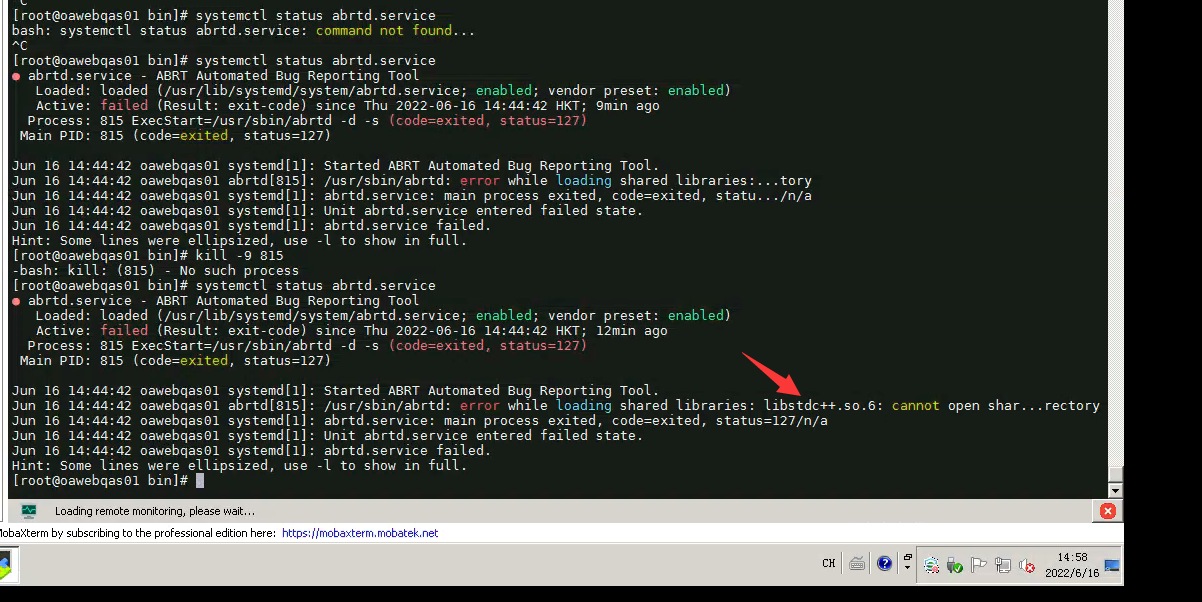 [root@oawebqas01 bin]# systemctl status abrtd.service
bash: systemctl status abrtd.service: command not found...
^C
[root@oawebqas01 bin]# systemctl status abrtd.service
● abrtd.service - ABRT Automated Bug Reporting Tool
Loaded: loaded (/usr/lib/systemd/system/abrtd.service; enabled; vendor preset: enabled)
Active: failed (Result: exit-code) since Thu 2022-06-16 14:44:42 HKT; 9min ago
Process: 815 ExecStart=/usr/sbin/abrtd -d -s (code=exited, status=127)
Main PID: 815 (code=exited, status=127)
Jun 16 14:44:42 oawebqas01 systemd[1]: Started ABRT Automated Bug Reporting Tool.
Jun 16 14:44:42 oawebqas01 abrtd[815]: /usr/sbin/abrtd: error while loading shared libraries:...tory
Jun 16 14:44:42 oawebqas01 systemd[1]: abrtd.service: main process exited, code=exited, statu.../n/a
Jun 16 14:44:42 oawebqas01 systemd[1]: Unit abrtd.service entered failed state.
Jun 16 14:44:42 oawebqas01 systemd[1]: abrtd.service failed.
Hint: Some lines were ellipsized, use -l to show in full.
[root@oawebqas01 bin]# kill -9 815
-bash: kill: (815) - No such process
[root@oawebqas01 bin]# systemctl status abrtd.service
● abrtd.service - ABRT Automated Bug Reporting Tool
Loaded: loaded (/usr/lib/systemd/system/abrtd.service; enabled; vendor preset: enabled)
Active: failed (Result: exit-code) since Thu 2022-06-16 14:44:42 HKT; 12min ago
Process: 815 ExecStart=/usr/sbin/abrtd -d -s (code=exited, status=127)
Main PID: 815 (code=exited, status=127)
Jun 16 14:44:42 oawebqas01 systemd[1]: Started ABRT Automated Bug Reporting Tool.
Jun 16 14:44:42 oawebqas01 abrtd[815]: /usr/sbin/abrtd: error while loading shared libraries: libstdc++.so.6: cannot open shar...rectory
Jun 16 14:44:42 oawebqas01 systemd[1]: abrtd.service: main process exited, code=exited, status=127/n/a
Jun 16 14:44:42 oawebqas01 systemd[1]: Unit abrtd.service entered failed state.
Jun 16 14:44:42 oawebqas01 systemd[1]: abrtd.service failed.
Hint: Some lines were ellipsized, use -l to show in full.
[root@oawebqas01 bin]#
Loading remote monitoring, please wait...
MobaXterm by subscribing to the professional edition here: https://mobaxterm.mobatek.net
CH
14:58
2022/6/16